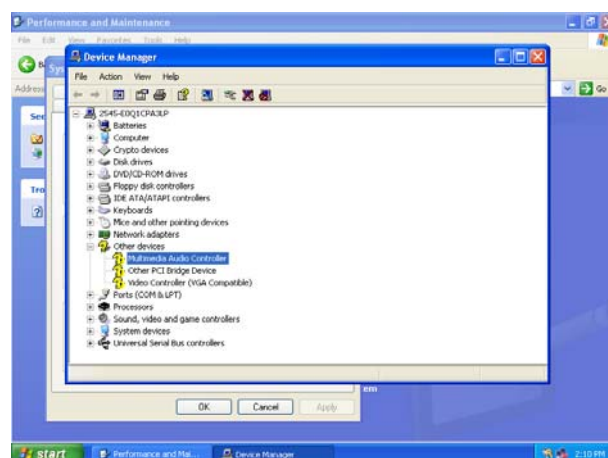 Performance and Maintenance
File Edit View Favorites Tools Help
Address
Go
Device Manager
File Action View Help
2545-E0Q1CPA3LP
Batteries
Computer
Crypto devices
Disk drives
DVD/CD-ROM drives
Floppy disk controllers
IDE ATA/ATAPI controllers
Keyboards
Mice and other pointing devices
Network adapters
Other devices
Multimedia Audio Controller
Other PCI Bridge Device
Video Controller (VGA Compatible)
Ports (COM & LPT)
Processors
Sound, video and game controllers
System devices
Universal Serial Bus controllers
em
OK Cancel Apply
start Performance and Mai... Device Manager 2:10 PM